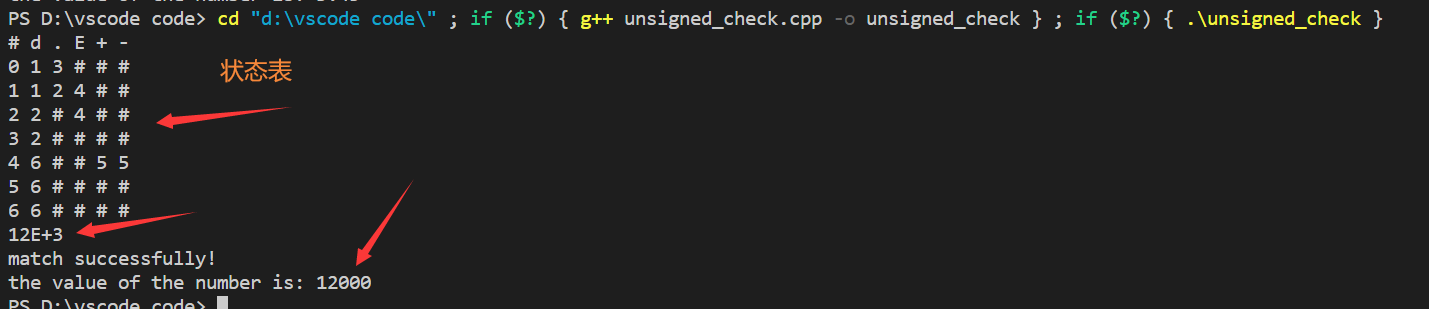 PS D:\vscode code> cd "d:\vscode code\" ; if ($?) { g++ unsigned_check.cpp -o unsigned_check } ; if ($?) { .\unsigned_check }
# d . E + -
0 1 3 # # #
状态表
1 1 2 4 # #
2 2 # 4 # #
3 2 # # # #
4 6 # # 5 5
5 6 # # # #
6 6 # # # #
12E+3
match successfully!
the value of the number is: 12000
PS D:\vscode code>